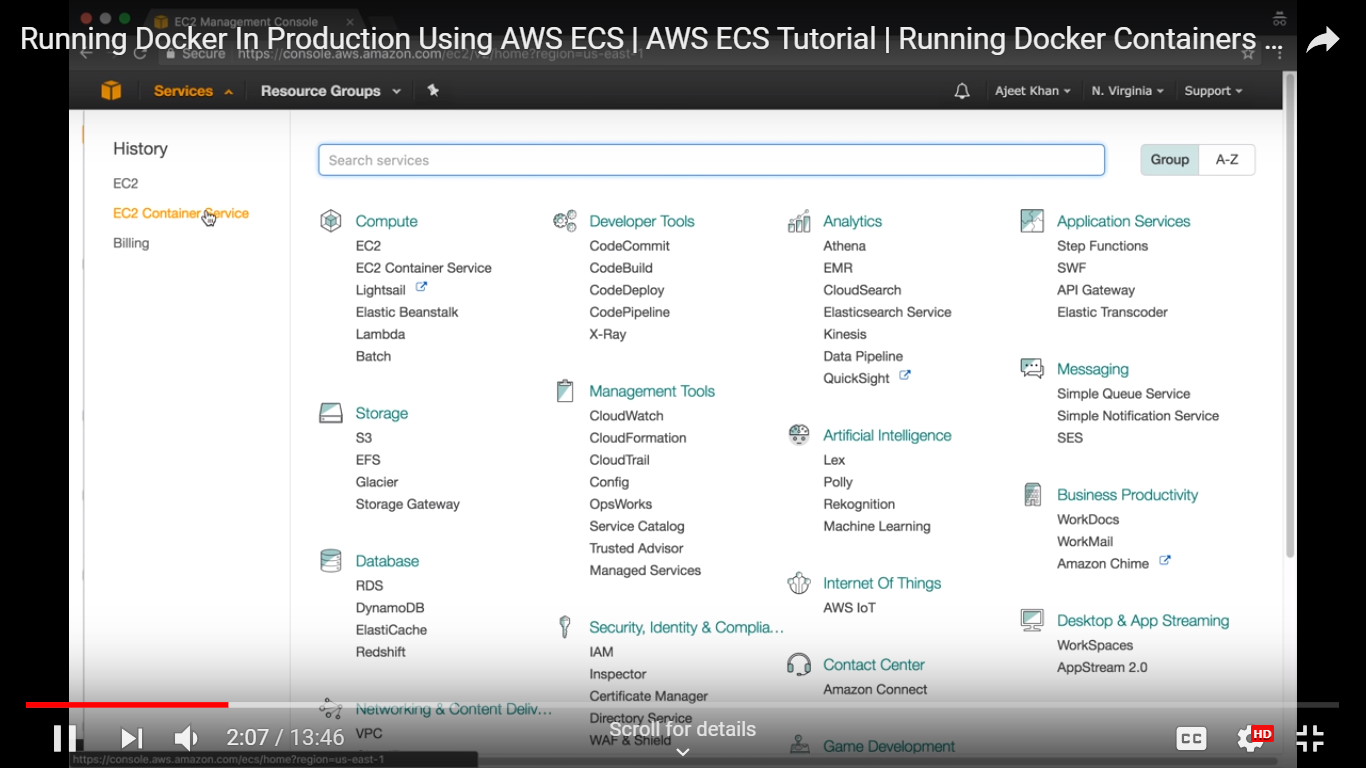 EC2 Management Console
Running Docker In Production Using AWS ECS | AWS ECS Tutorial | Running Docker Containers ...
Secure https://console.aws.amazon.com/ec2/v2/home?region=us-east-1
Services Resource Groups Ajeet Khan N. Virginia Support
History
EC2
EC2 Container Service
Billing
Search services
Group A-Z
Compute
EC2
EC2 Container Service
Lightsail
Elastic Beanstalk
Lambda
Batch
Storage
S3
EFS
Glacier
Storage Gateway
Database
RDS
DynamoDB
ElastiCache
Redshift
Networking & Content Deliv...
VPC
Developer Tools
CodeCommit
CodeBuild
CodeDeploy
CodePipeline
X-Ray
Management Tools
CloudWatch
CloudFormation
CloudTrail
Config
OpsWorks
Service Catalog
Trusted Advisor
Managed Services
Security, Identity & Complia...
IAM
Inspector
Certificate Manager
Directory Service
WAF & Shield
Analytics
Athena
EMR
CloudSearch
Elasticsearch Service
Kinesis
Data Pipeline
QuickSight
Artificial Intelligence
Lex
Polly
Rekognition
Machine Learning
Internet Of Things
AWS IoT
Contact Center
Amazon Connect
Game Development
Application Services
Step Functions
SWF
API Gateway
Elastic Transcoder
Messaging
Simple Queue Service
Simple Notification Service
SES
Business Productivity
WorkDocs
WorkMail
Amazon Chime
Desktop & App Streaming
WorkSpaces
AppStream 2.0
Scroll for details
2:07 / 13:46
CC
HD
https://console.aws.amazon.com/ecs/home?region=us-east-1